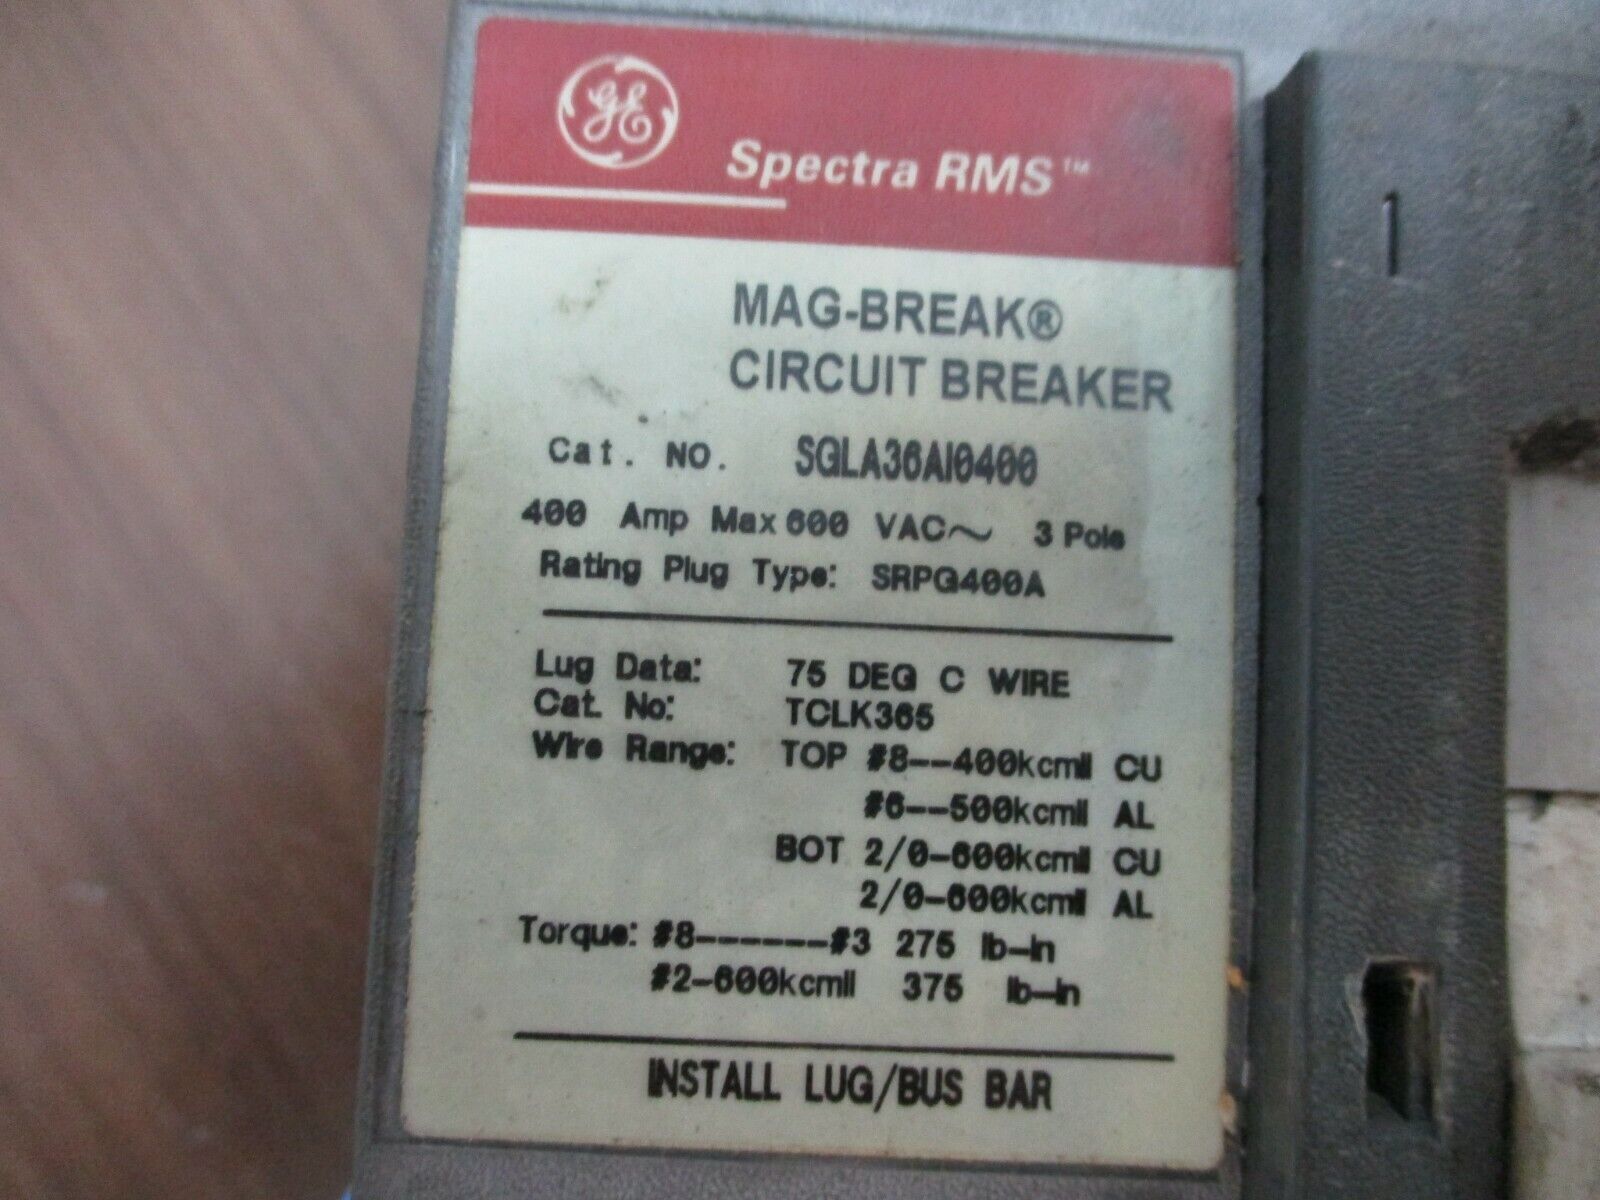 GE
Spectra RMS™
MAG-BREAK®
CIRCUIT BREAKER
Cat. NO. SGLA36AI0400
400 Amp Max 600 VAC~ 3 Pole
Rating Plug Type: SRPG400A
Lug Data: 75 DEG C WIRE
Cat. No: TCLK365
Wire Range: TOP #8--400kcmil CU
#6--500kcmil AL
BOT 2/0-600kcmil CU
2/0-600kcmil AL
Torque: #8------#3 275 lb-in
#2-600kcmil 375 lb-in
INSTALL LUG/BUS BAR